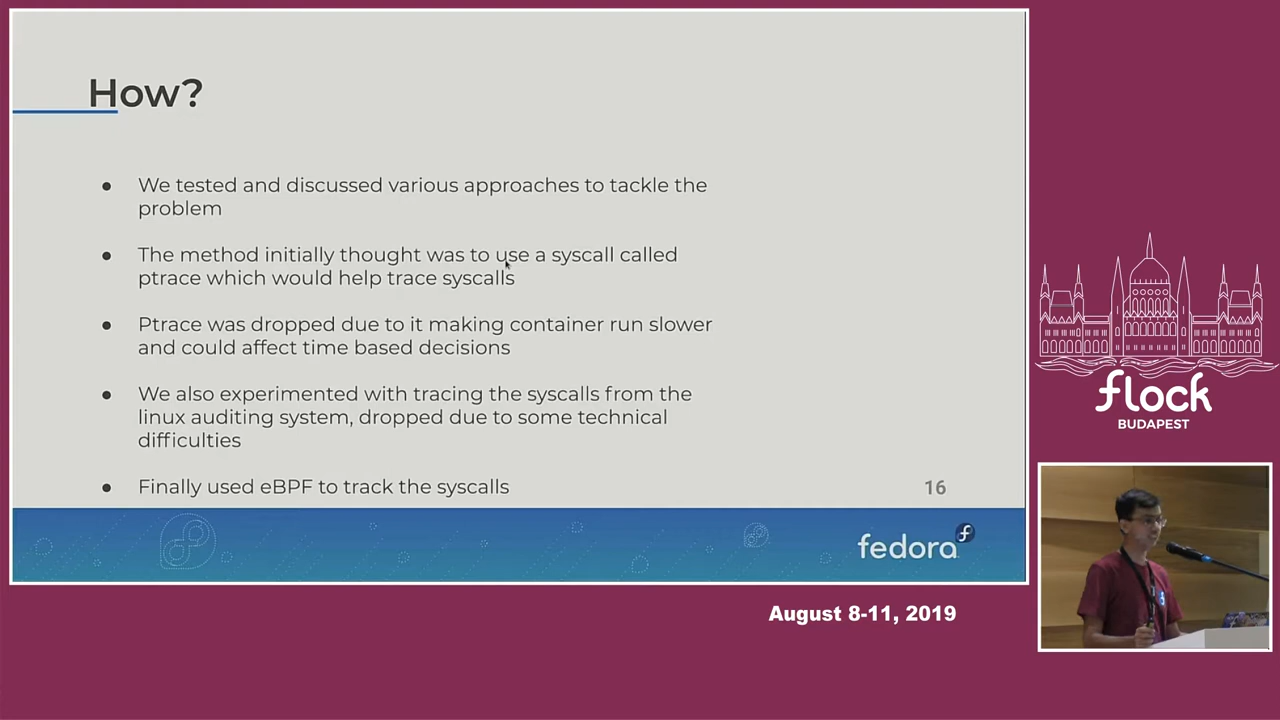 How?
● We tested and discussed various approaches to tackle the
problem
● The method initially thought was to use a syscall called
ptrace which would help trace syscalls
● Ptrace was dropped due to it making container run slower
and could affect time based decisions
● We also experimented with tracing the syscalls from the
linux auditing system, dropped due to some technical
difficulties
● Finally used eBPF to track the syscalls
16
fedora
flock
BUDAPEST
August 8-11, 2019